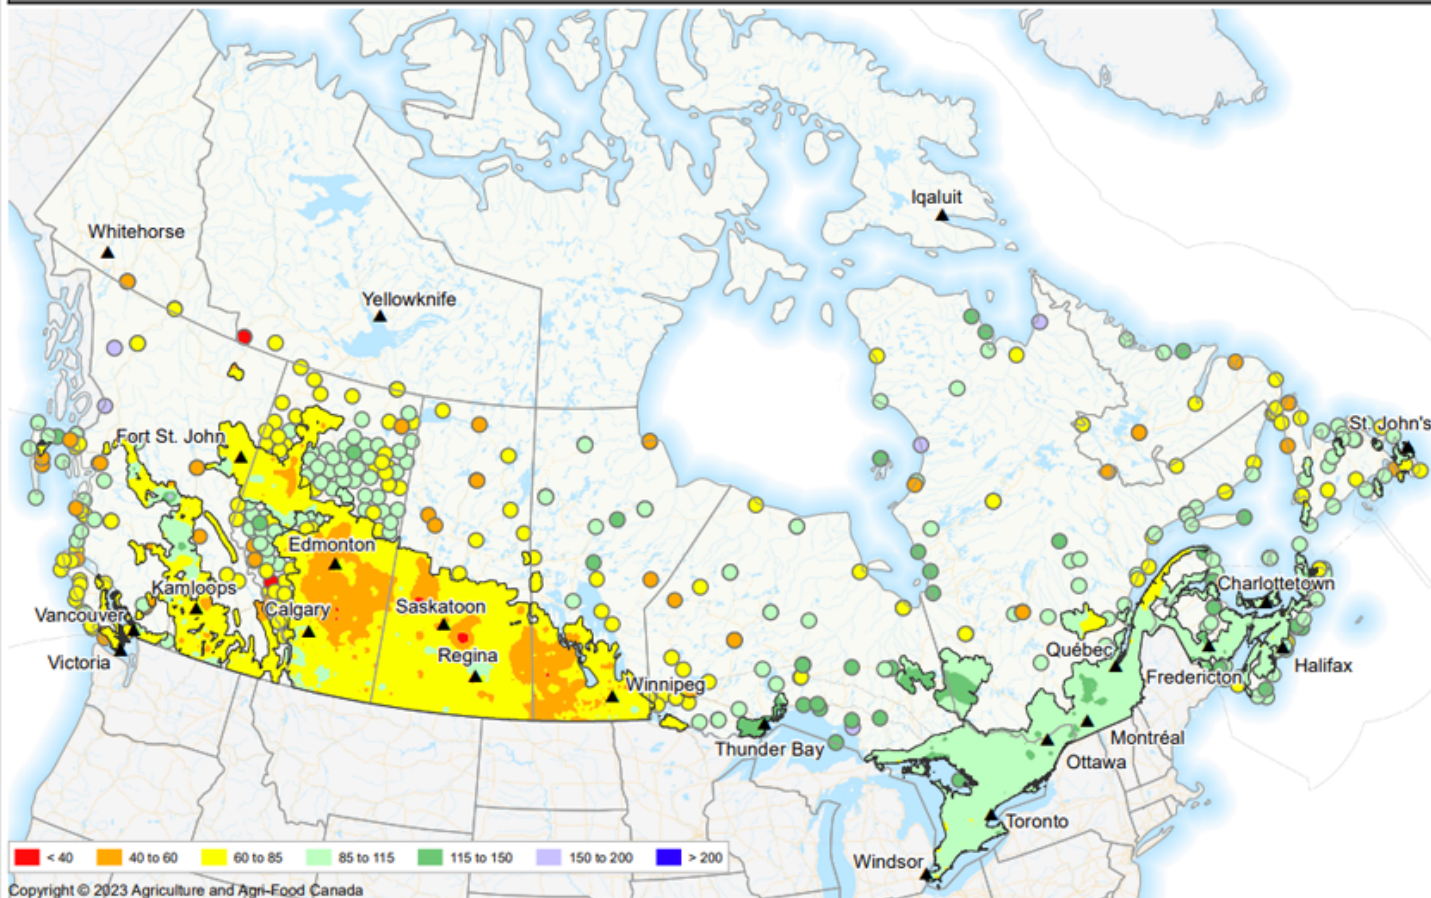 Iqaluit
Whitehorse
Yellowknife
St. John's
Fort St. John
Edmonton
Charlottetown
Kamloops
Saskatoon
Calgary
Vancouver
Québec
Regina
Victoria
Halifax
Fredericton
Winnipeg
Montréal
Thunder Bay
Ottawa
Toronto
Windsor
< 40 40 to 60 60 to 85 85 to 115 115 to 150 150 to 200 > 200
Copyright © 2023 Agriculture and Agri-Food Canada